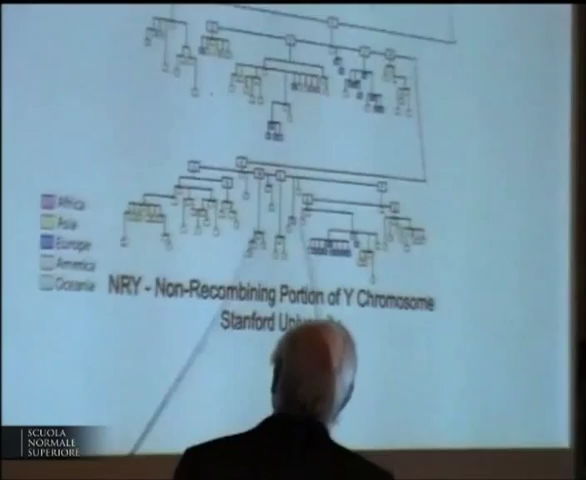 Africa
Asia
Europe
America
Oceania
NRY - Non-Recombining Portion of Y Chromosome
Stanford
SCUOLA
NORMALE
SUPERIORE